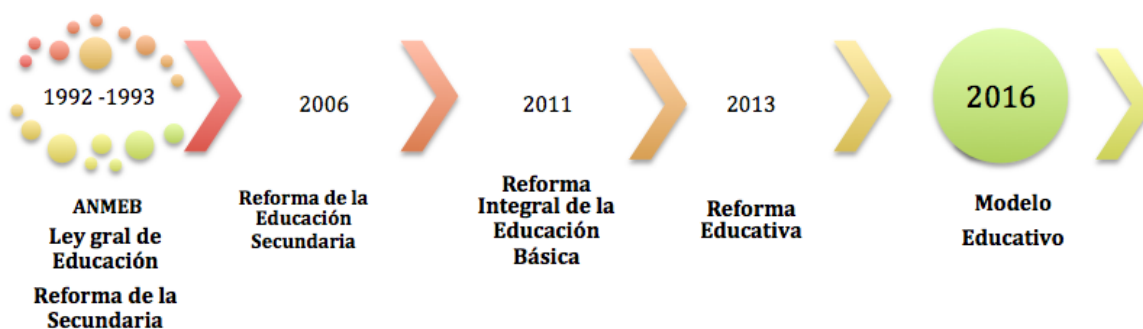 1992 -1993
2006
2011
2013
2016
ANMEB
Ley gral de
Educación
Reforma de la
Secundaria
Reforma de la
Educación
Secundaria
Reforma
Integral de la
Educación
Básica
Reforma
Educativa
Modelo
Educativo